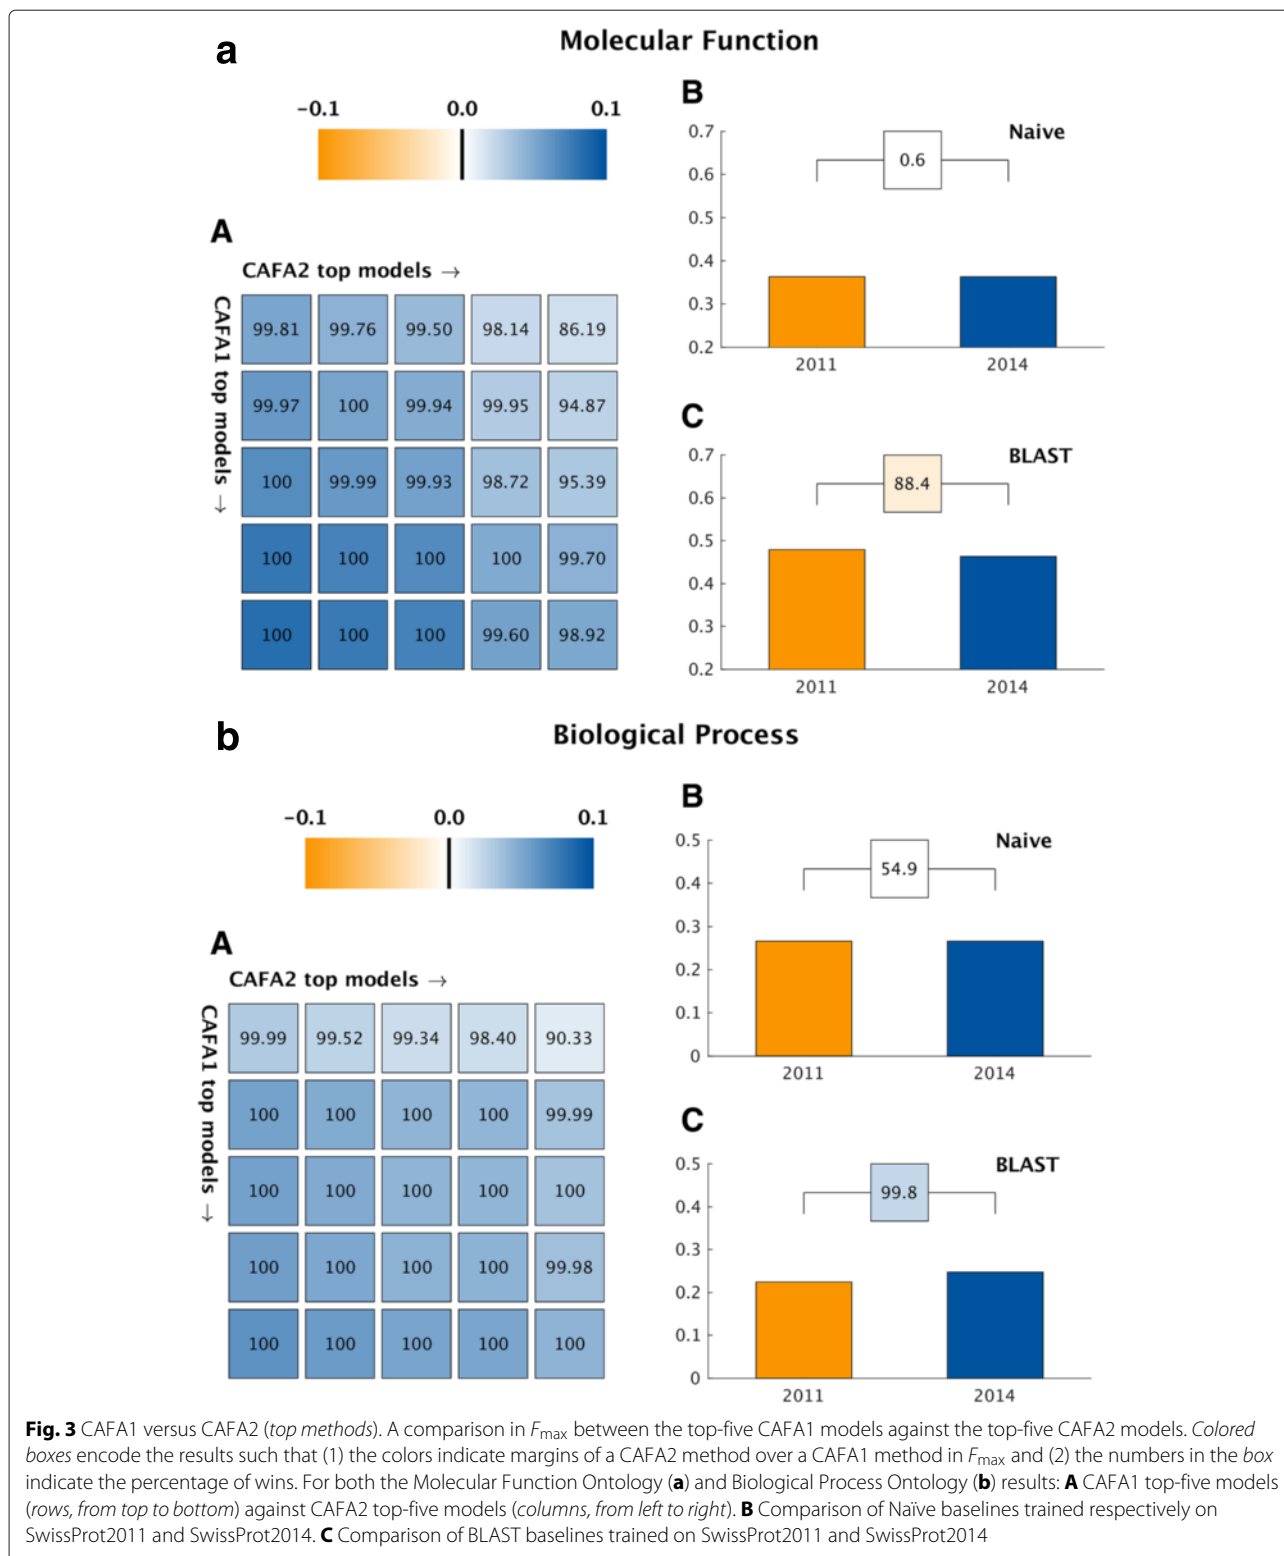 a
Molecular Function
−0.1 0.0 0.1
A
CAFA2 top models →
CAFA1 top models →
99.81 99.76 99.50 98.14 86.19
99.97 100 99.94 99.95 94.87
100 99.99 99.93 98.72 95.39
100 100 100 100 99.70
100 100 100 99.60 98.92
B
Naive
0.6
0.7
0.6
0.5
0.4
0.3
0.2
2011 2014
C
BLAST
88.4
0.7
0.6
0.5
0.4
0.3
0.2
2011 2014
b
Biological Process
−0.1 0.0 0.1
A
CAFA2 top models →
CAFA1 top models →
99.99 99.52 99.34 98.40 90.33
100 100 100 100 99.99
100 100 100 100 100
100 100 100 100 99.98
100 100 100 100 100
B
Naive
54.9
0.5
0.4
0.3
0.2
0.1
0
2011 2014
C
BLAST
99.8
0.5
0.4
0.3
0.2
0.1
0
2011 2014
Fig. 3 CAFA1 versus CAFA2 (top methods). A comparison in Fmax between the top-five CAFA1 models against the top-five CAFA2 models. Colored
boxes encode the results such that (1) the colors indicate margins of a CAFA2 method over a CAFA1 method in Fmax and (2) the numbers in the box
indicate the percentage of wins. For both the Molecular Function Ontology (a) and Biological Process Ontology (b) results: A CAFA1 top-five models
(rows, from top to bottom) against CAFA2 top-five models (columns, from left to right). B Comparison of Naïve baselines trained respectively on
SwissProt2011 and SwissProt2014. C Comparison of BLAST baselines trained on SwissProt2011 and SwissProt2014